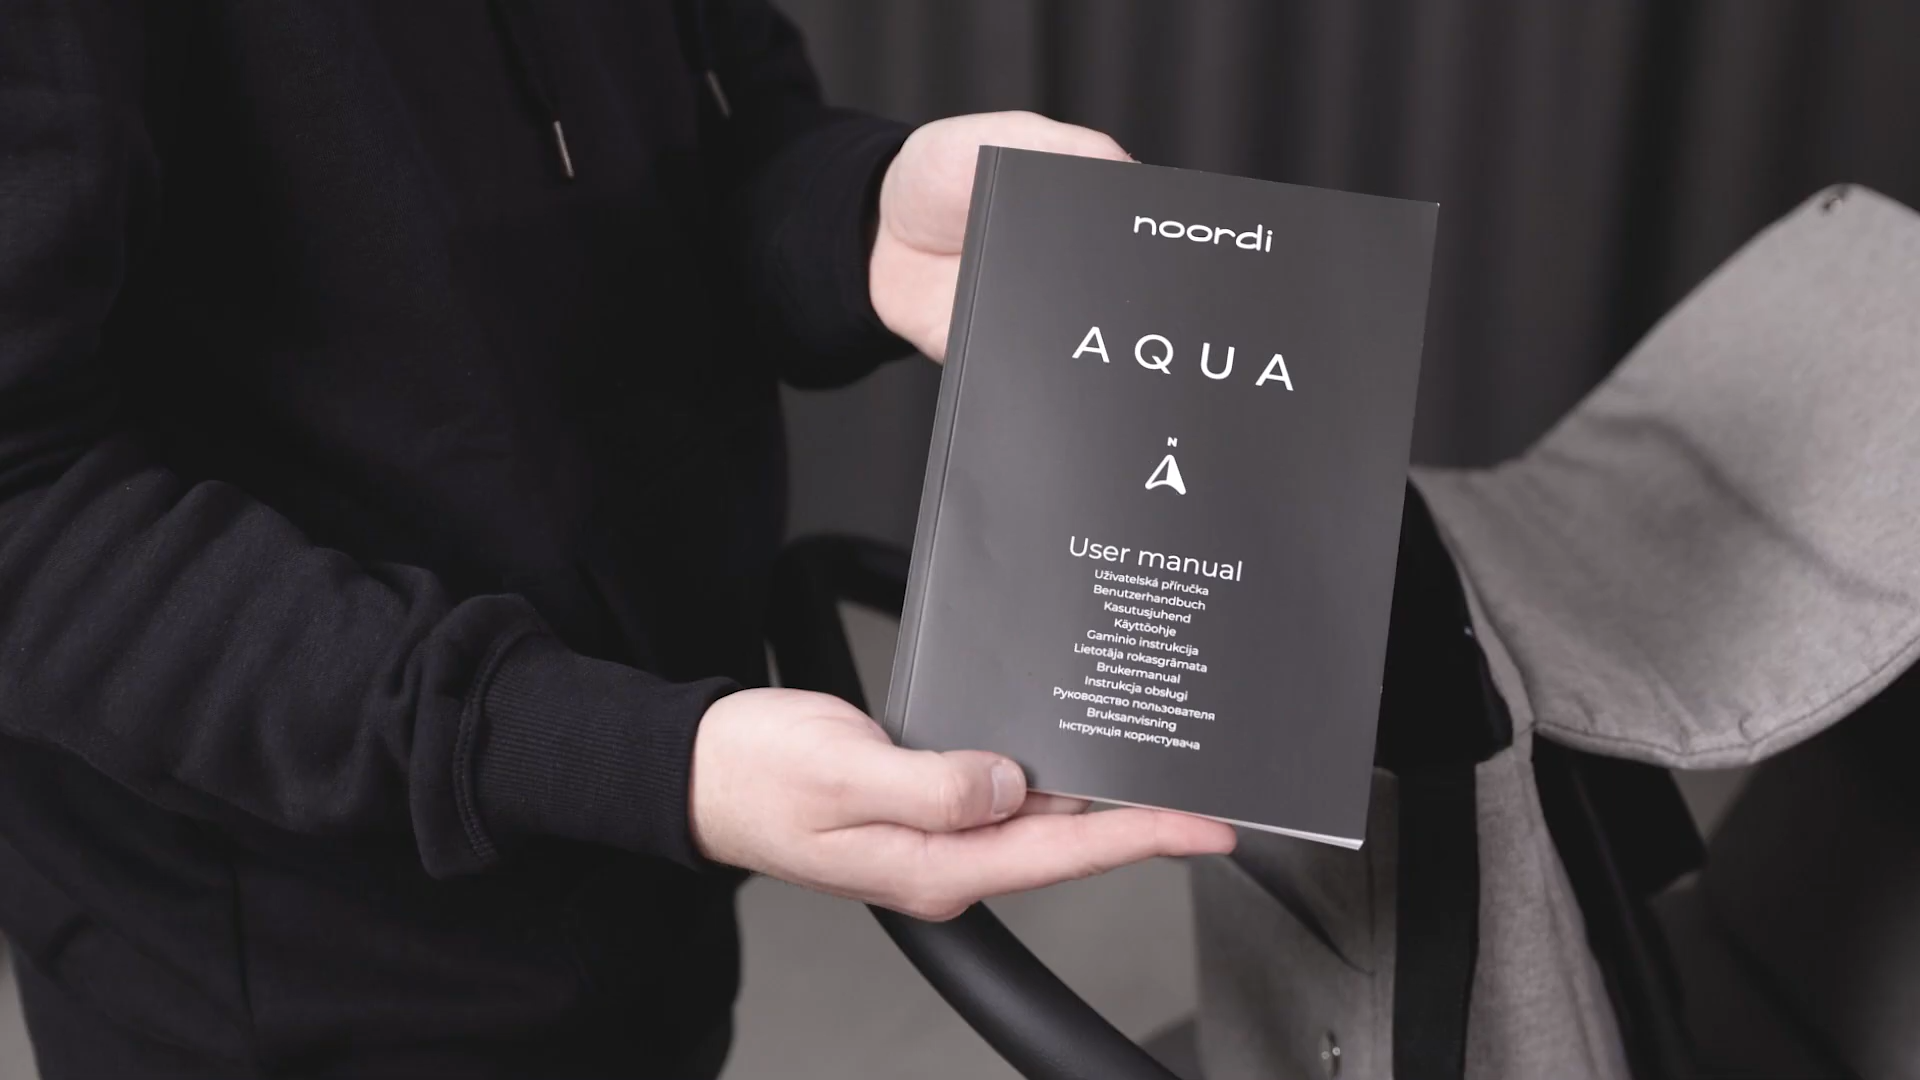 noordi
AQUA
N
User manual
Uživatelská příručka
Benutzerhandbuch
Kasutusjuhend
Käyttöohje
Gaminio instrukcija
Lietotāja rokasgrāmata
Brukermanual
Instrukcja obsługi
Руководство пользователя
Bruksanvisning
Інструкція користувача